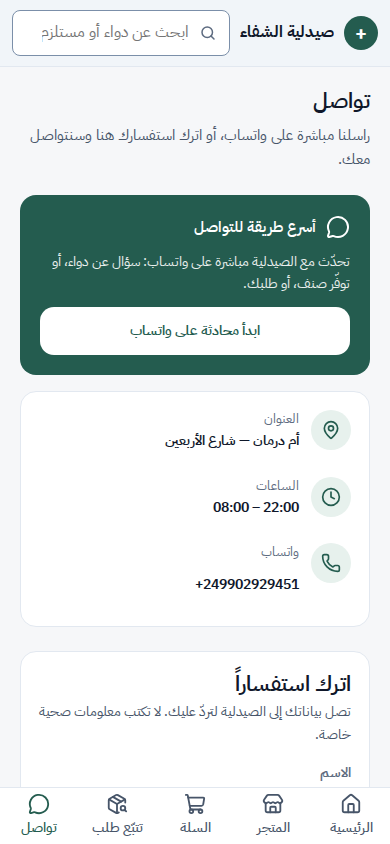 صيدلية الشفاء
ابحث عن دواء أو مستلزم
تواصل
راسلنا مباشرة على واتساب، أو اترك استفسارك هنا وسنتواصل
معك.
أسرع طريقة للتواصل
تحدّث مع الصيدلية مباشرة على واتساب: سؤال عن دواء، أو
توفّر صنف، أو طلبك.
ابدأ محادثة على واتساب
العنوان
أم درمان — شارع الأربعين
الساعات
08:00 – 22:00
واتساب
+249902929451
اترك استفساراً
تصل بياناتك إلى الصيدلية لتردّ عليك. لا تكتب معلومات صحية
خاصة.
الاسم
الرئيسية
المتجر
السلة
تتبّع طلب
تواصل